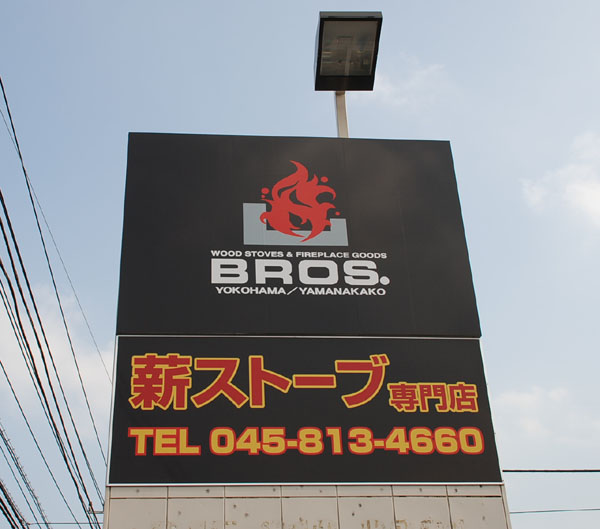 WOOD STOVES & FIREPLACE GOODS
BROS.
YOKOHAMA/YAMANAKAKO
薪ストーブ専門店
TEL 045-813-4660